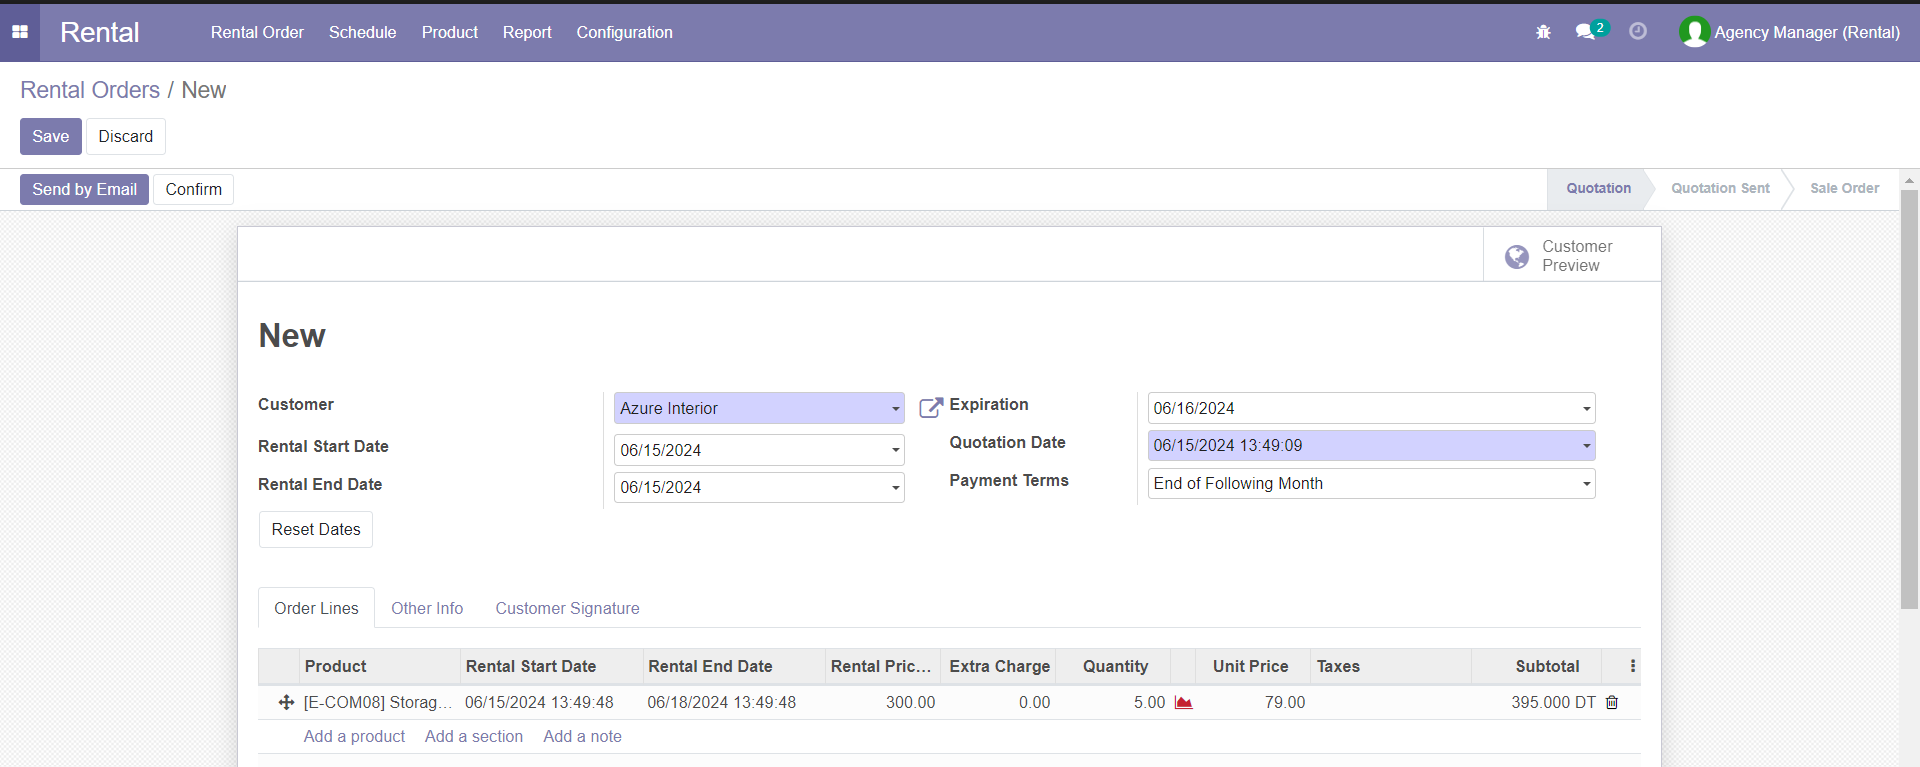 Rental Rental Order Schedule Product Report Configuration 2 Agency Manager (Rental)
Rental Orders / New
Save Discard
Send by Email Confirm Quotation Quotation Sent Sale Order
Customer
Preview
New
Customer Azure Interior Expiration 06/16/2024
Rental Start Date 06/15/2024 Quotation Date 06/15/2024 13:49:09
Rental End Date 06/15/2024 Payment Terms End of Following Month
Reset Dates
Order Lines Other Info Customer Signature
Product Rental Start Date Rental End Date Rental Pric... Extra Charge Quantity Unit Price Taxes Subtotal
[E-COM08] Storag... 06/15/2024 13:49:48 06/18/2024 13:49:48 300.00 0.00 5.00 79.00 395.000 DT
Add a product Add a section Add a note